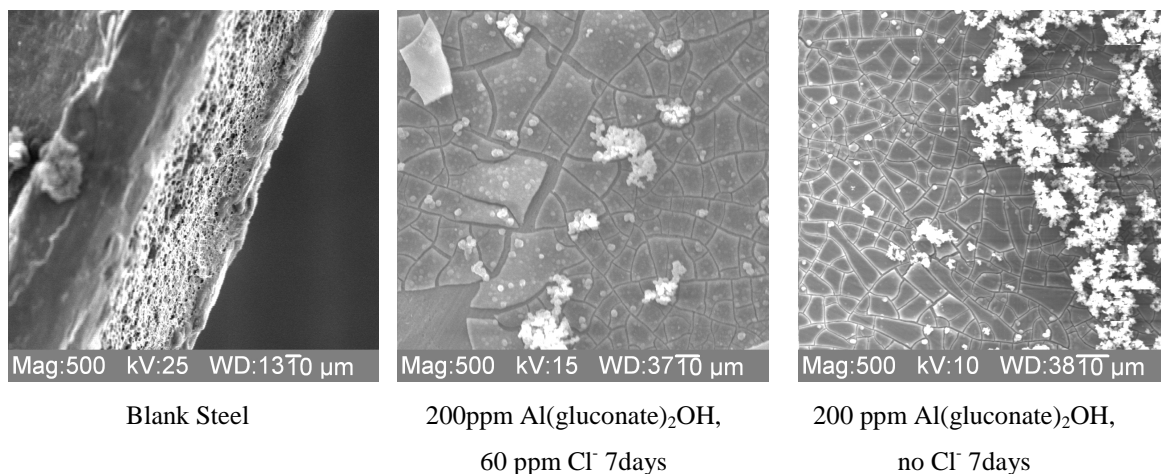 Mag:500 kV:25 WD:13 10 µm
Mag:500 kV:15 WD:37 10 µm
Mag:500 kV:10 WD:38 10 µm
Blank Steel
200ppm Al(gluconate)₂OH,
60 ppm Cl⁻ 7days
200 ppm Al(gluconate)₂OH,
no Cl⁻ 7days